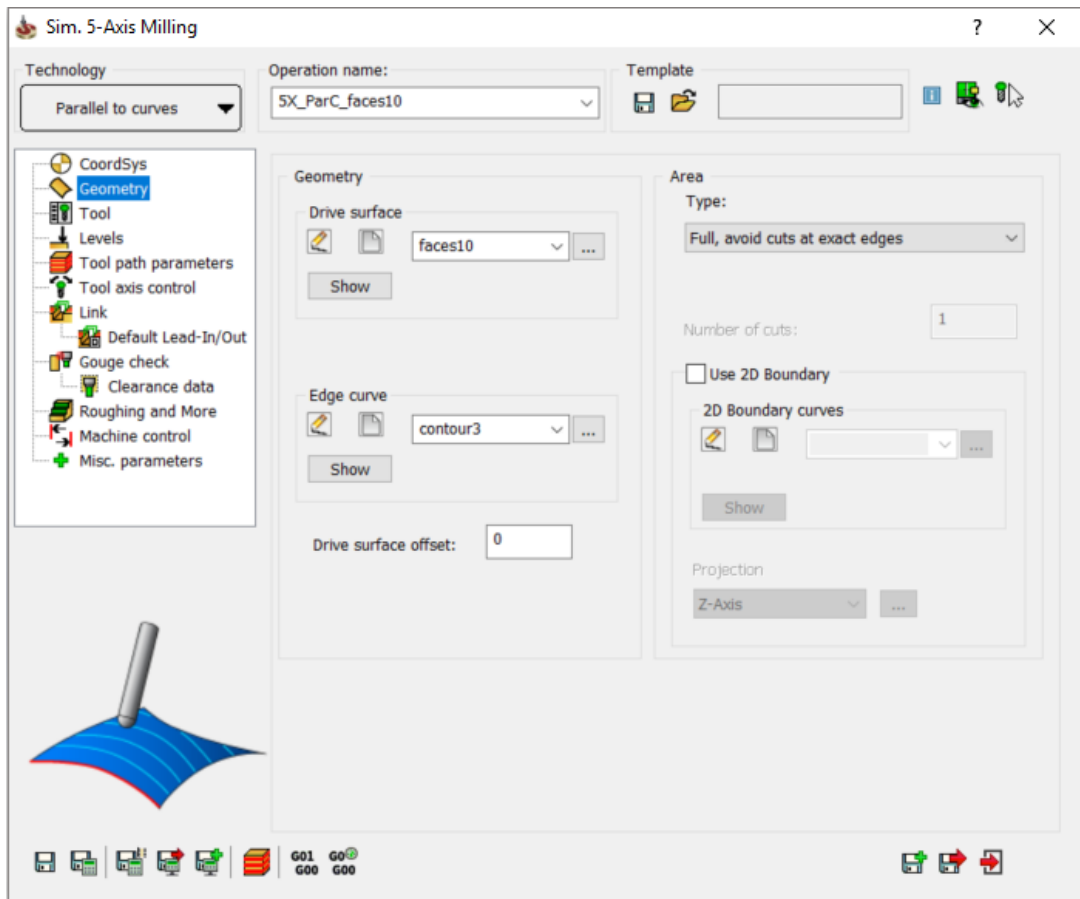 Sim. 5-Axis Milling
?
Technology
Parallel to curves
Operation name:
5X_ParC_faces10
Template
CoordSys
Geometry
Tool
Levels
Tool path parameters
Tool axis control
Link
Default Lead-In/Out
Gouge check
Clearance data
Roughing and More
Machine control
Misc. parameters
Geometry
Drive surface
faces10
...
Show
Edge curve
contour3
...
Show
Drive surface offset:
0
Area
Type:
Full, avoid cuts at exact edges
Number of cuts:
1
Use 2D Boundary
2D Boundary curves
...
Show
Projection
Z-Axis
...
G01
G00
G0
G00